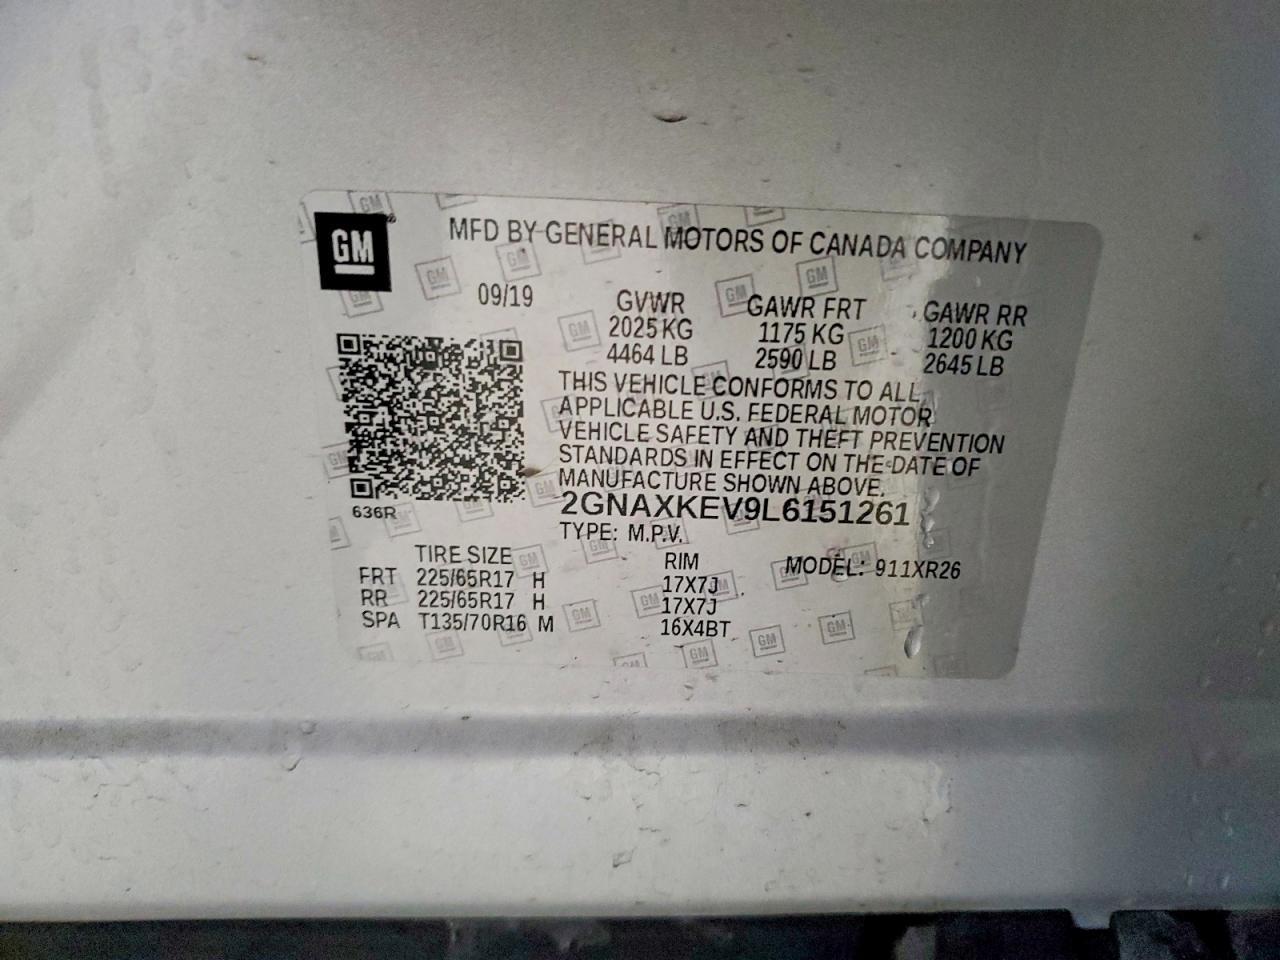 GM
MFD BY GENERAL MOTORS OF CANADA COMPANY
09/19
GVWR GAWR FRT GAWR RR
2025 KG 1175 KG 1200 KG
4464 LB 2590 LB 2645 LB
THIS VEHICLE CONFORMS TO ALL
APPLICABLE U.S. FEDERAL MOTOR
VEHICLE SAFETY AND THEFT PREVENTION
STANDARDS IN EFFECT ON THE DATE OF
MANUFACTURE SHOWN ABOVE.
636R
2GNAXKEV9L6151261
TYPE: M.P.V.
TIRE SIZE RIM MODEL: 911XR26
FRT 225/65R17 H 17X7J
RR 225/65R17 H 17X7J
SPA T135/70R16 M 16X4BT